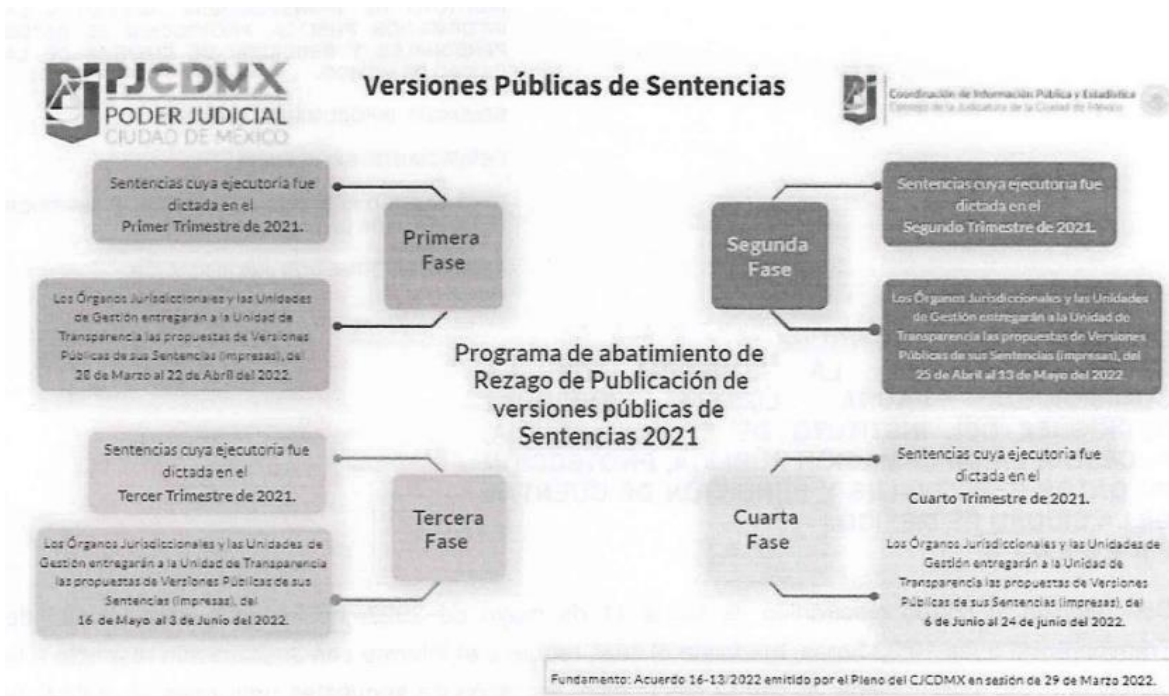 Versiones Públicas de Sentencias
PJCDMX
PODER JUDICIAL
CIUDAD DE MÉXICO
Coordinación de Información Pública y Estadística
Consejo de la Judicatura de la Ciudad de México
Sentencias cuya ejecutoria fue
dictada en el
Primer Trimestre de 2021.
Los Órganos Jurisdiccionales y las Unidades
de Gestión entregarán a la Unidad de
Transparencia las propuestas de Versiones
Públicas de sus Sentencias (impresas), del
28 de Marzo al 22 de Abril del 2022.
Primera
Fase
Segunda
Fase
Sentencias cuya ejecutoria fue
dictada en el
Segundo Trimestre de 2021.
Los Órganos Jurisdiccionales y las Unidades
de Gestión entregarán a la Unidad de
Transparencia las propuestas de Versiones
Públicas de sus Sentencias (impresas), del
25 de Abril al 13 de Mayo del 2022.
Programa de abatimiento de
Rezago de Publicación de
versiones públicas de
Sentencias 2021
Sentencias cuya ejecutoria fue
dictada en el
Tercer Trimestre de 2021.
Los Órganos Jurisdiccionales y las Unidades de
Gestión entregarán a la Unidad de Transparencia
las propuestas de Versiones Públicas de sus
Sentencias (impresas), del
16 de Mayo al 3 de Junio del 2022.
Tercera
Fase
Cuarta
Fase
Sentencias cuya ejecutoria fue
dictada en el
Cuarto Trimestre de 2021.
Los Órganos Jurisdiccionales y las Unidades de
Gestión entregarán a la Unidad de
Transparencia las propuestas de Versiones
Públicas de sus Sentencias (impresas), del
6 de Junio al 24 de junio del 2022.
Fundamento: Acuerdo 16-13/2022 emitido por el Pleno del CJCDMX en sesión de 29 de Marzo 2022.